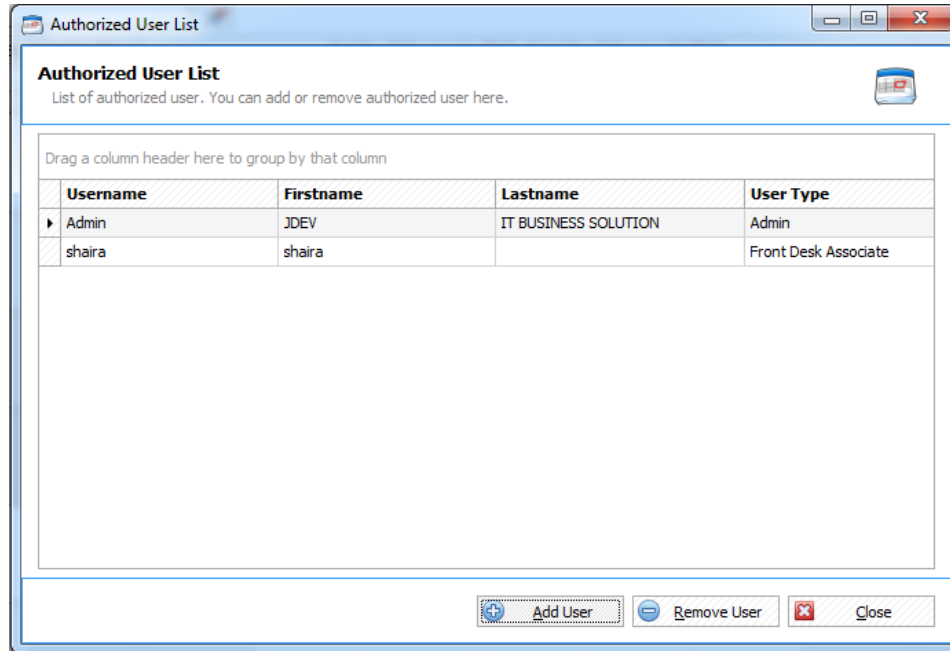 Authorized User List
Authorized User List
List of authorized user. You can add or remove authorized user here.
Drag a column header here to group by that column
Username Firstname Lastname User Type
Admin JDEV IT BUSINESS SOLUTION Admin
shaira shaira Front Desk Associate
Add User Remove User Close